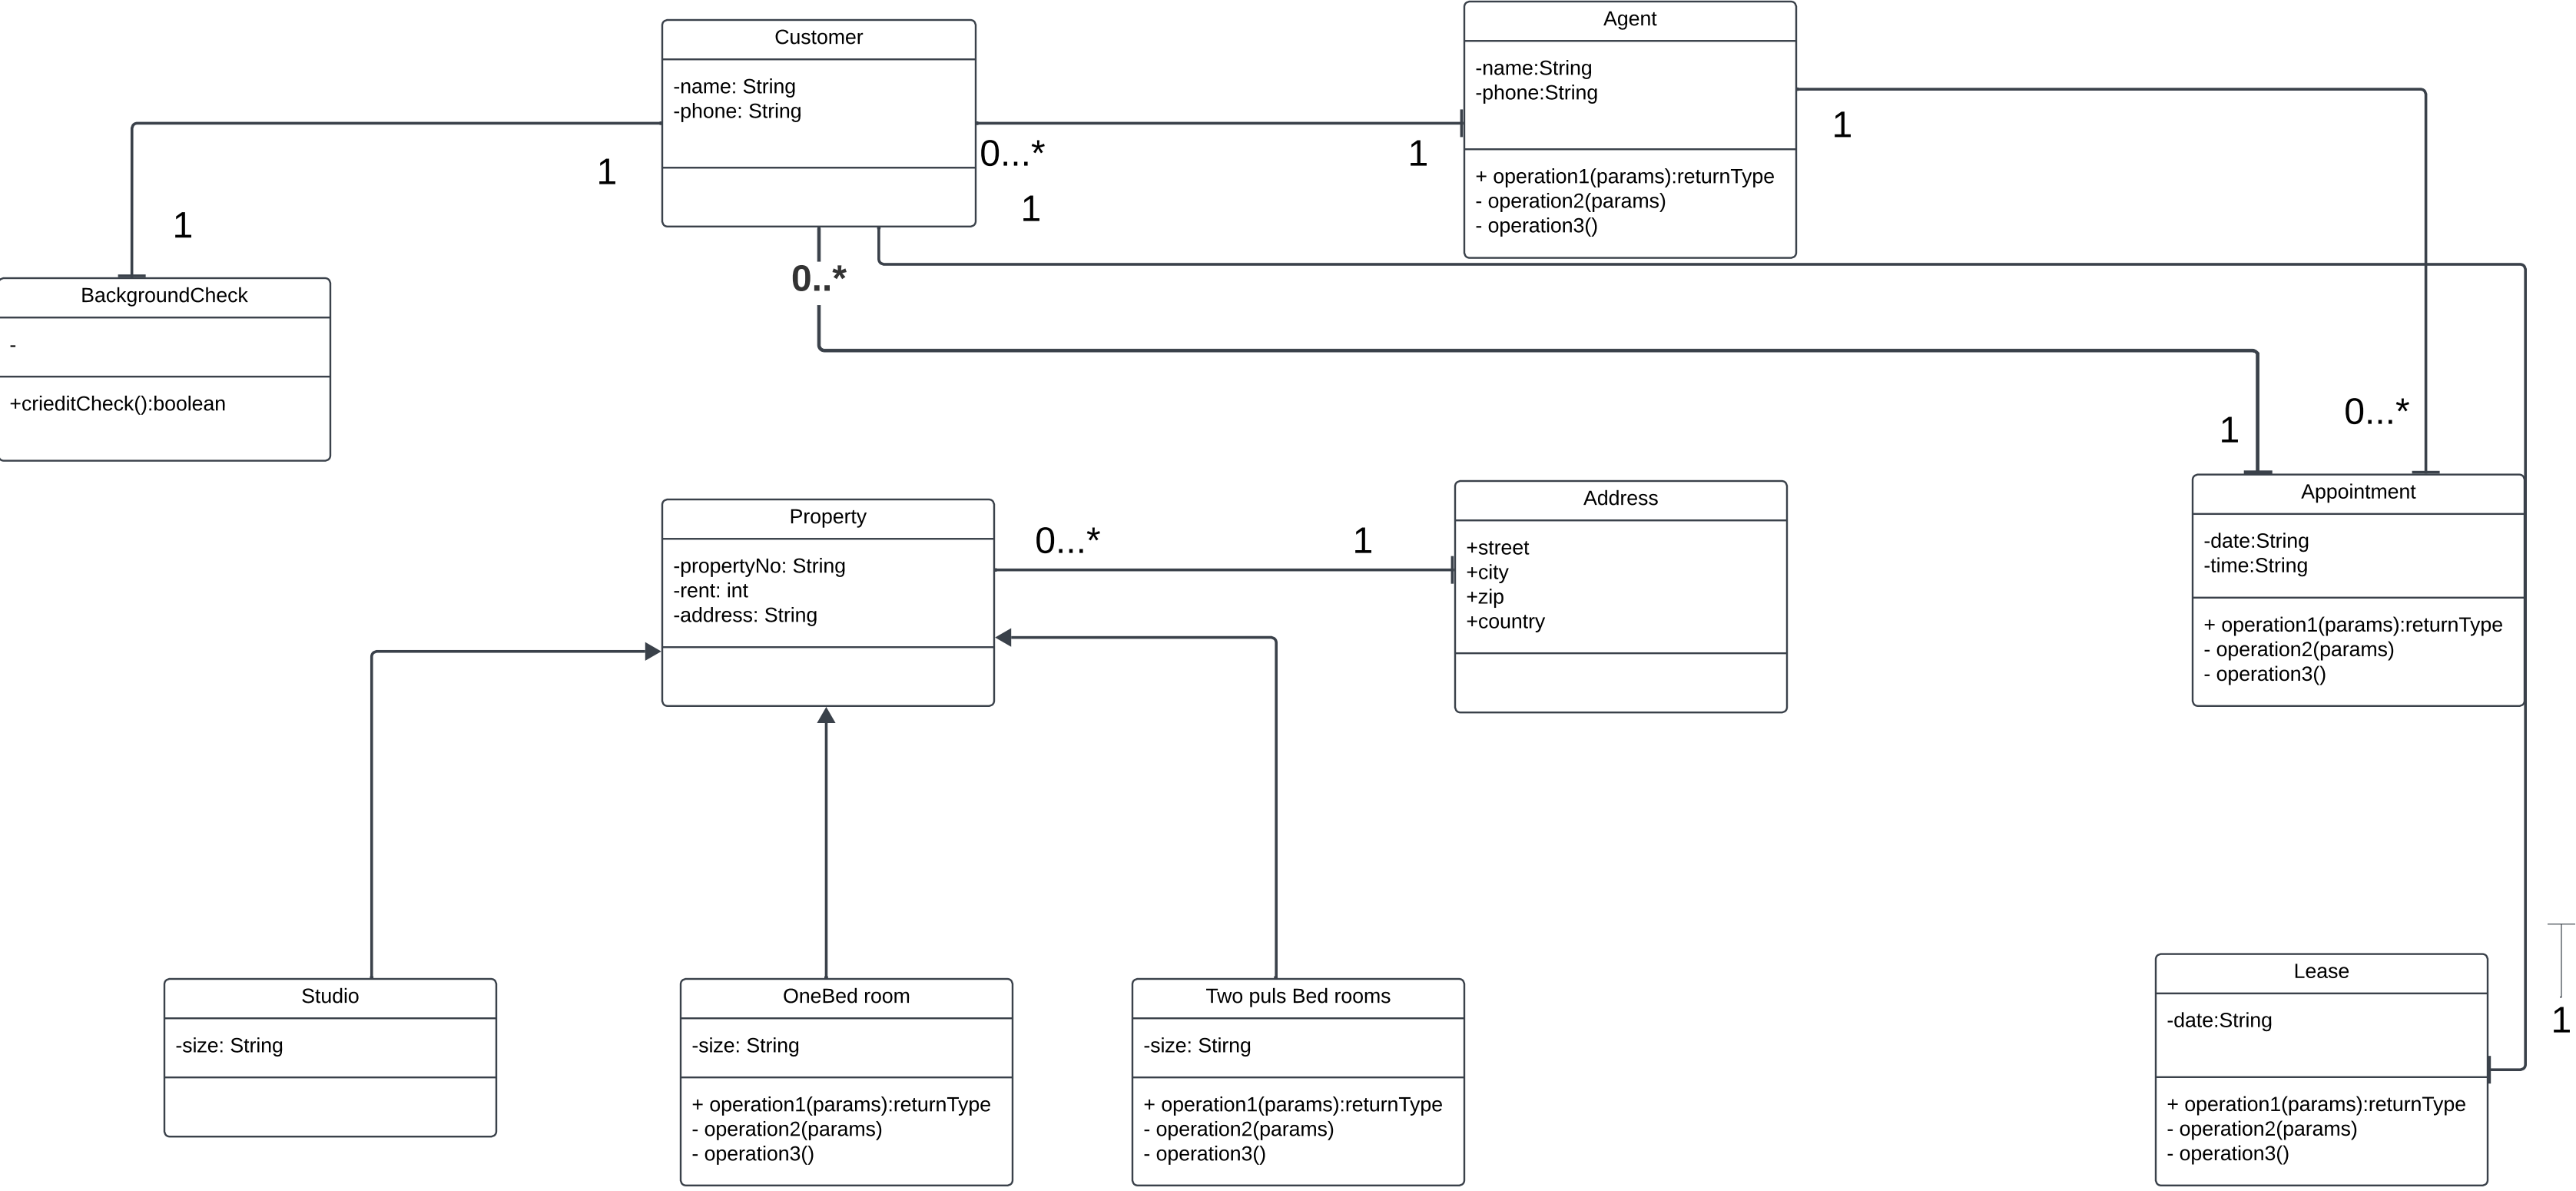 Customer
-name: String
-phone: String
Agent
-name:String
-phone:String
+ operation1(params):returnType
- operation2(params)
- operation3()
1
1
0...*
1
1
1
0..*
1
0...*
BackgroundCheck
-
+crieditCheck():boolean
Property
-propertyNo: String
-rent: int
-address: String
0...*
1
Address
+street
+city
+zip
+country
Appointment
-date:String
-time:String
+ operation1(params):returnType
- operation2(params)
- operation3()
Studio
-size: String
OneBed room
-size: String
+ operation1(params):returnType
- operation2(params)
- operation3()
Two puls Bed rooms
-size: Stirng
+ operation1(params):returnType
- operation2(params)
- operation3()
Lease
-date:String
+ operation1(params):returnType
- operation2(params)
- operation3()
1